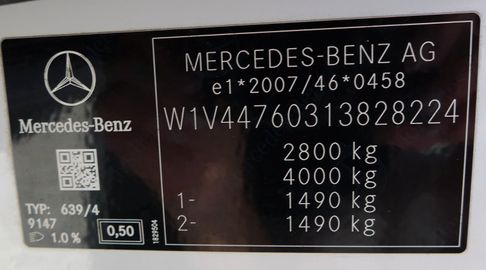 MERCEDES-BENZ AG
e1*2007/46*0458
W1V44760313828224
2800 kg
4000 kg
1- 1490 kg
2- 1490 kg
Mercedes-Benz
TYP: 639/4
9147
1.0 % 0,50
1829504